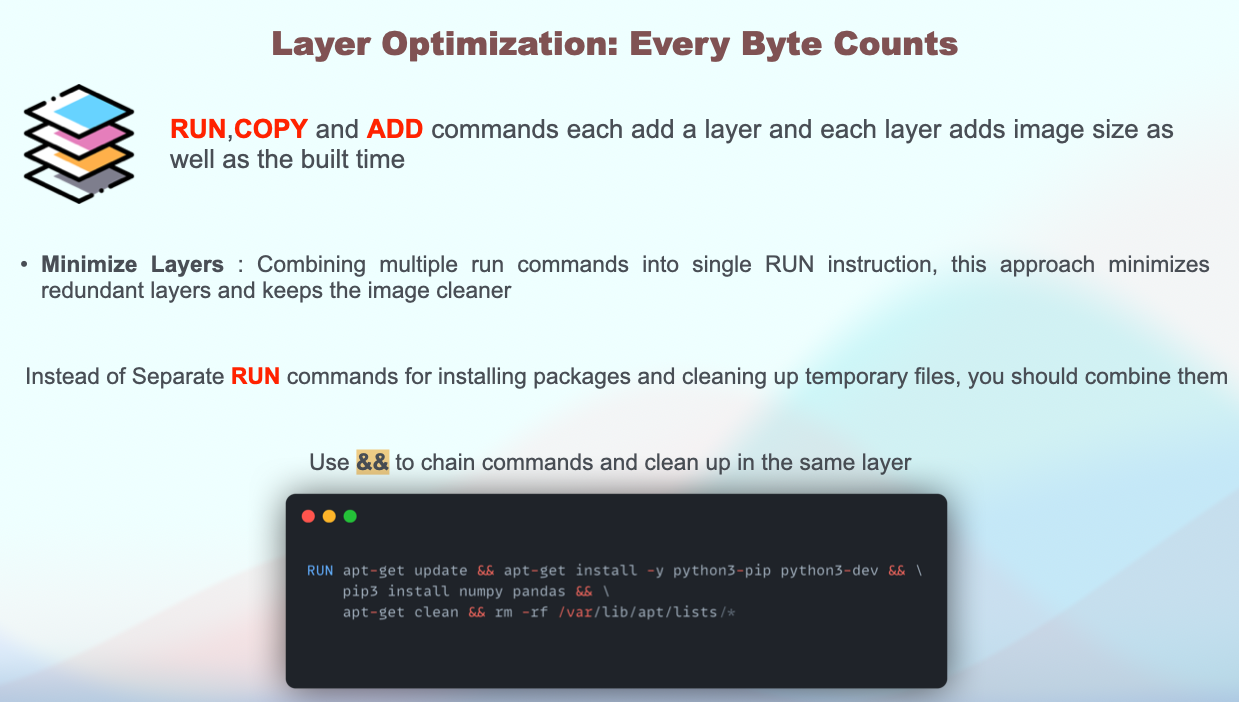 Layer Optimization: Every Byte Counts
RUN,COPY and ADD commands each add a layer and each layer adds image size as
well as the built time
• Minimize Layers : Combining multiple run commands into single RUN instruction, this approach minimizes
redundant layers and keeps the image cleaner
Instead of Separate RUN commands for installing packages and cleaning up temporary files, you should combine them
Use && to chain commands and clean up in the same layer
RUN apt-get update && apt-get install -y python3-pip python3-dev && \
    pip3 install numpy pandas && \
    apt-get clean && rm -rf /var/lib/apt/lists/*